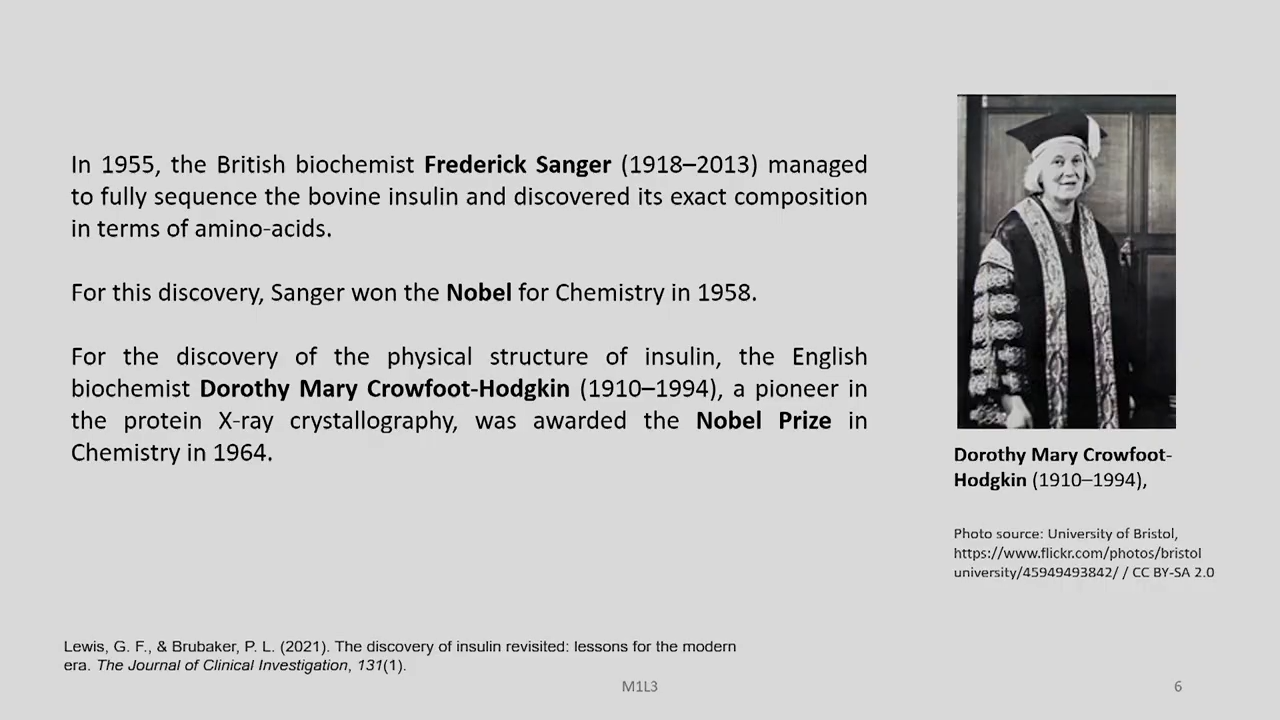 In 1955, the British biochemist Frederick Sanger (1918–2013) managed
to fully sequence the bovine insulin and discovered its exact composition
in terms of amino-acids.
For this discovery, Sanger won the Nobel for Chemistry in 1958.
For the discovery of the physical structure of insulin, the English
biochemist Dorothy Mary Crowfoot-Hodgkin (1910–1994), a pioneer in
the protein X-ray crystallography, was awarded the Nobel Prize in
Chemistry in 1964.
Dorothy Mary Crowfoot-
Hodgkin (1910–1994),
Photo source: University of Bristol,
https://www.flickr.com/photos/bristol
university/45949493842/ / CC BY-SA 2.0
Lewis, G. F., & Brubaker, P. L. (2021). The discovery of insulin revisited: lessons for the modern
era. The Journal of Clinical Investigation, 131(1).
M1L3
6